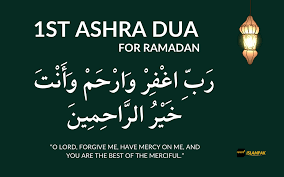 1ST ASHRA DUA
FOR RAMADAN
رَبِّ اغْفِرْ وَارْحَمْ وَأَنْتَ
خَيْرُ الرَّاحِمِينَ
"O LORD, FORGIVE ME, HAVE MERCY ON ME, AND
YOU ARE THE BEST OF THE MERCIFUL."
ISLAMPAK